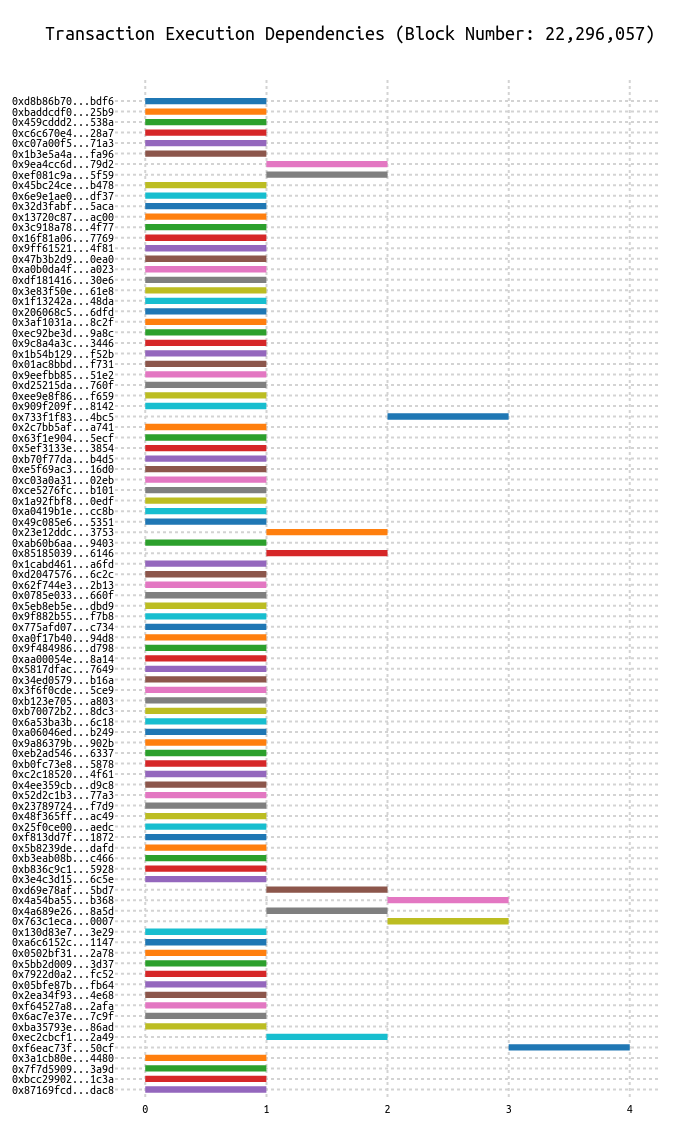 Transaction Execution Dependencies (Block Number: 22,296,057)
0xd8b86b70...bdf6
0xbaddcdf0...25b9
0x459cddd2...538a
0xc6c670e4...28a7
0xc07a00f5...71a3
0x1b3e5a4a...fa96
0x9ea4cc6d...79d2
0xef081c9a...5f59
0x45bc24ce...b478
0x6e9e1ae0...df37
0x32d3fabf...5aca
0x13720c87...ac00
0x3c918a78...4f77
0x16f81a06...7769
0x9ff61521...4f81
0x47b3b2d9...0ea0
0xa0b0da4f...a023
0xdf181416...30e6
0x3e83f50e...61e8
0x1f13242a...48da
0x206068c5...6dfd
0x3af1031a...8c2f
0xec92be3d...9a8c
0x9c8a4a3c...3446
0x1b54b129...f52b
0x01ac8bbd...f731
0x9eefbb85...51e2
0xd25215da...760f
0xee9e8f86...f659
0x909f209f...8142
0x733f1f83...4bc5
0x2c7bb5af...a741
0x63f1e904...5ecf
0x5ef3133e...3854
0xb70f77da...b4d5
0xe5f69ac3...16d0
0xc03a0a31...02eb
0xce5276fc...b101
0x1a92fbf8...0edf
0xa0419b1e...cc8b
0x49c085e6...5351
0x23e12ddc...3753
0xab60b6aa...9403
0x85185039...6146
0x1cabd461...a6fd
0xd2047576...6c2c
0x62f744e3...2b13
0x0785e033...660f
0x5eb8eb5e...dbd9
0x9f882b55...f7b8
0x775afd07...c734
0xa0f17b40...94d8
0x9f484986...d798
0xaa00054e...8a14
0x5817dfac...7649
0x34ed0579...b16a
0x3f6f0cde...5ce9
0xb123e705...a803
0xb70072b2...8dc3
0x6a53ba3b...6c18
0xa06046ed...b249
0x9a86379b...902b
0xeb2ad546...6337
0xb0fc73e8...5878
0xc2c18520...4f61
0x4ee359cb...d9c8
0x52d2c1b3...77a3
0x23789724...f7d9
0x48f365ff...ac49
0x25f0ce00...aedc
0xf813dd7f...1872
0x5b8239de...dafd
0xb3eab08b...c466
0xb836c9c1...5928
0x3e4c3d15...6c5e
0xd69e78af...5bd7
0x4a54ba55...b368
0x4a689e26...8a5d
0x763c1eca...0007
0x130d83e7...3e29
0xa6c6152c...1147
0x0502bf31...2a78
0x5bb2d009...3d37
0x7922d0a2...fc52
0x05bfe87b...fb64
0x2ea34f93...4e68
0xf64527a8...2afa
0x6ac7e37e...7c9f
0xba35793e...86ad
0xec2cbcf1...2a49
0xf6eac73f...50cf
0x3a1cb80e...4480
0x7f7d5909...3a9d
0xbcc29902...1c3a
0x87169fcd...dac8
0 1 2 3 4